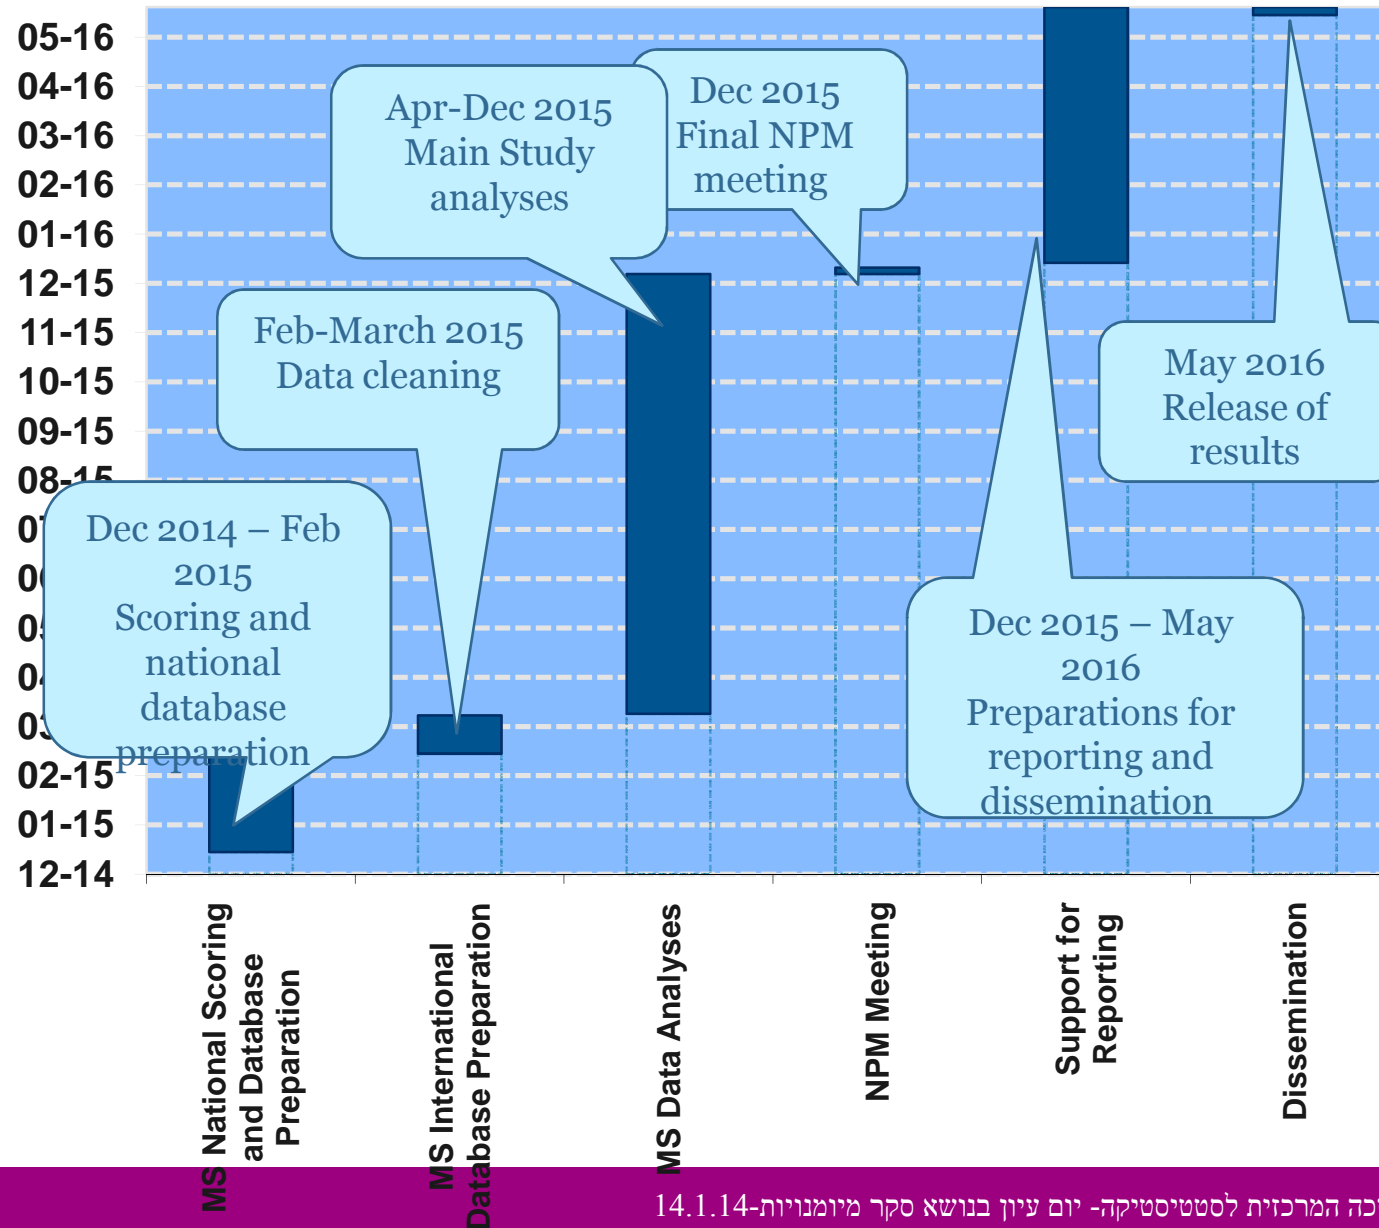 05-16
04-16
03-16
02-16
01-16
12-15
11-15
10-15
09-15
08-15
02-15
01-15
12-14
Apr-Dec 2015
Main Study
analyses
Dec 2015
Final NPM
meeting
Feb-March 2015
Data cleaning
May 2016
Release of
results
Dec 2014 – Feb
2015
Scoring and
national
database
preparation
Dec 2015 – May
2016
Preparations for
reporting and
dissemination
MS National Scoring
and Database
Preparation
MS International
Database Preparation
MS Data Analyses
NPM Meeting
Support for
Reporting
Dissemination
המרכזית לסטטיסטיקה- יום עיון בנושא סקר מיומנויות-14.1.14